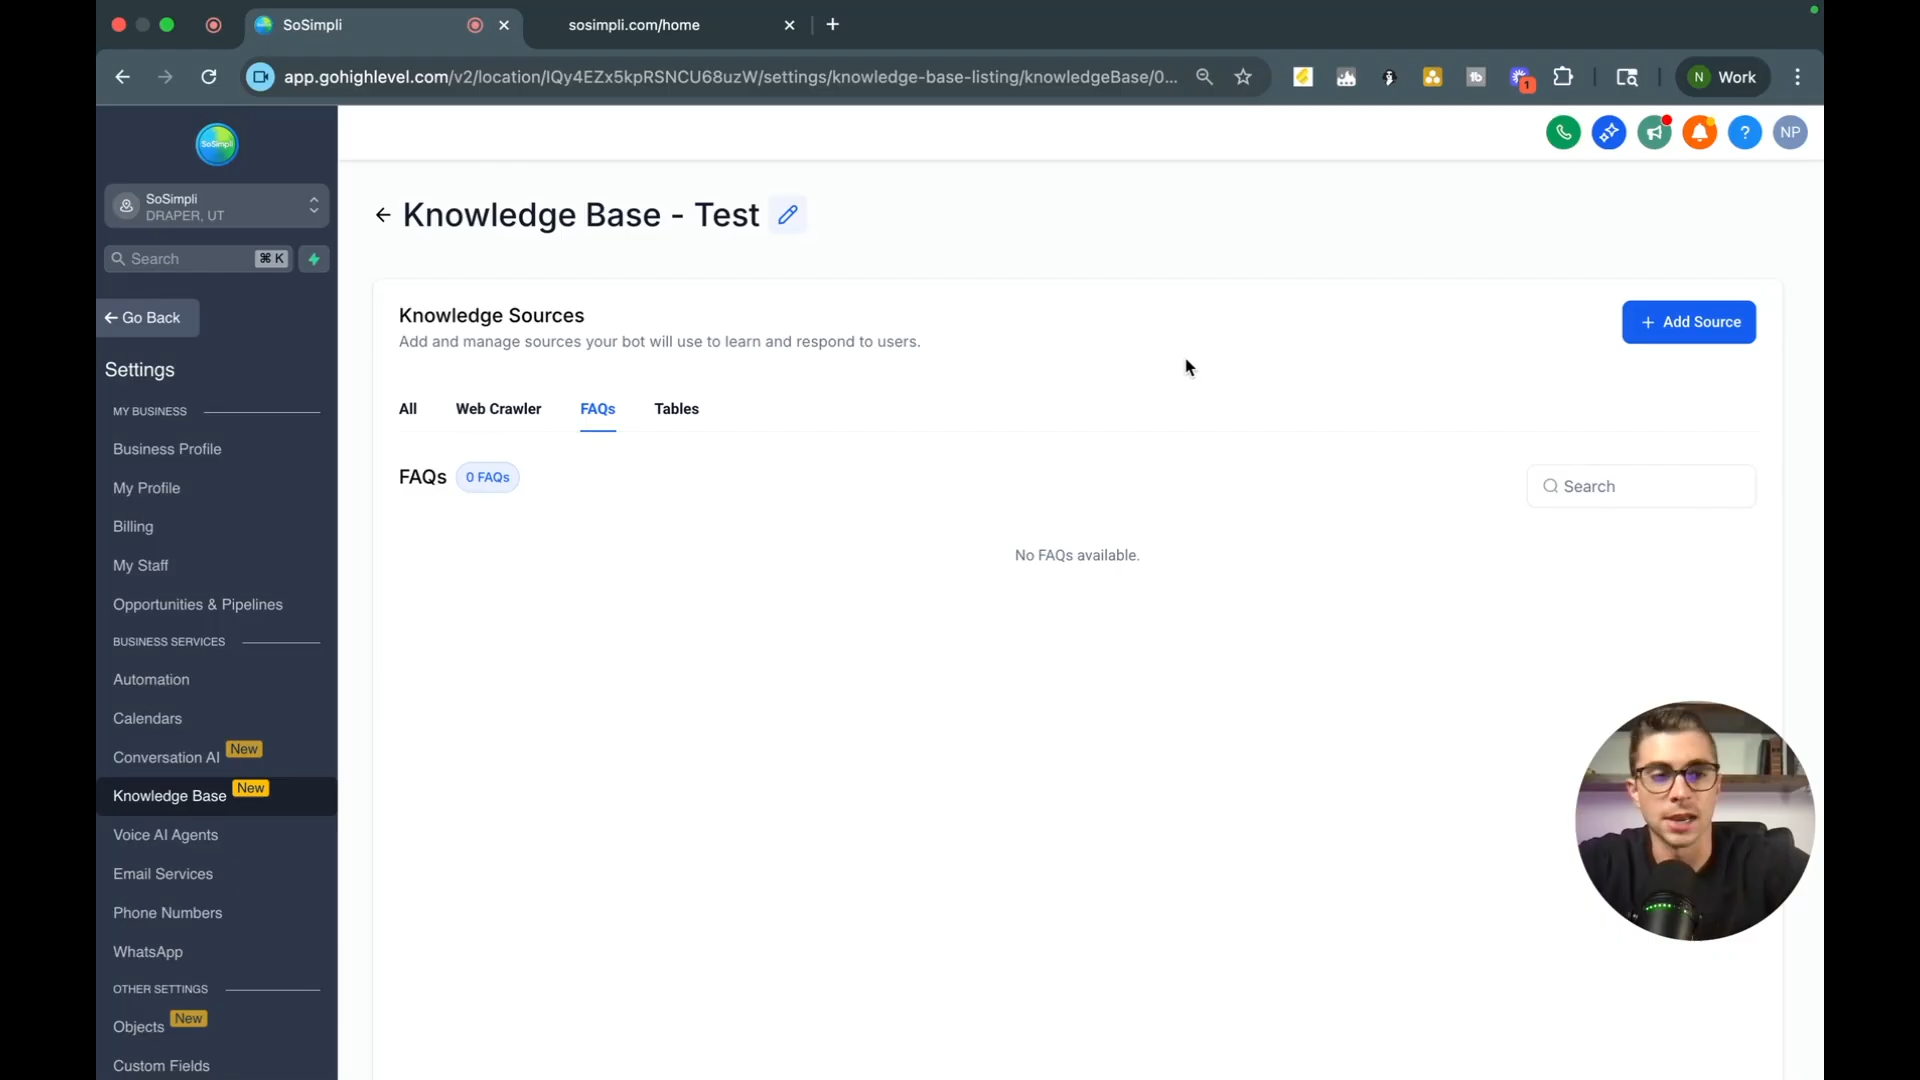 SoSimpli
sosimpli.com/home
app.gohighlevel.com/v2/location/IQy4EZx5kpRSNCU68uzW/settings/knowledge-base-listing/knowledgeBase/0...
tb
1
N Work
SoSimpli
? NP
SoSimpli
DRAPER, UT
Search ⌘ K
Go Back
Settings
MY BUSINESS
Business Profile
My Profile
Billing
My Staff
Opportunities & Pipelines
BUSINESS SERVICES
Automation
Calendars
Conversation AI New
Knowledge Base New
Voice AI Agents
Email Services
Phone Numbers
WhatsApp
OTHER SETTINGS
Objects New
Custom Fields
Knowledge Base - Test
Knowledge Sources
Add and manage sources your bot will use to learn and respond to users.
+ Add Source
All Web Crawler FAQs Tables
FAQs 0 FAQs
Search
No FAQs available.